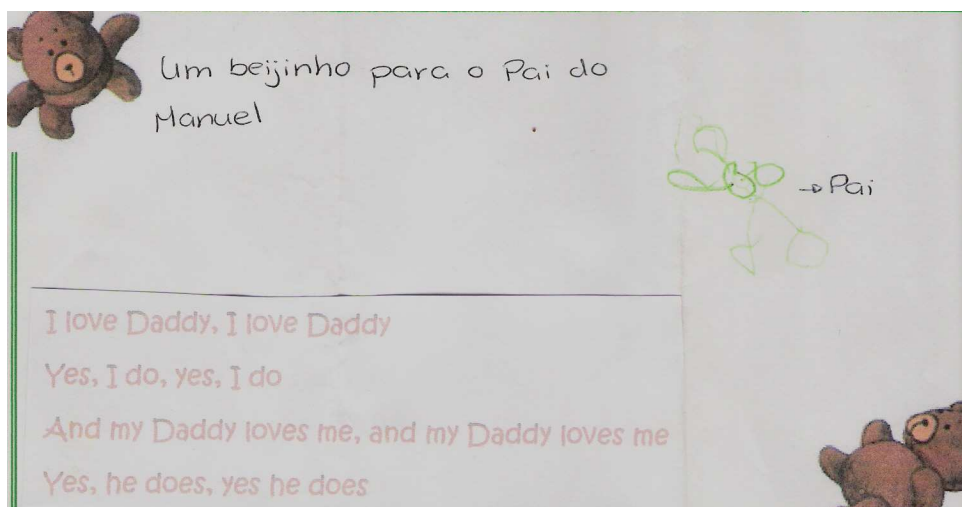 Um beijinho para o Pai do
Manuel
→ Pai
I love Daddy, I love Daddy
Yes, I do, yes, I do
And my Daddy loves me, and my Daddy loves me
Yes, he does, yes he does